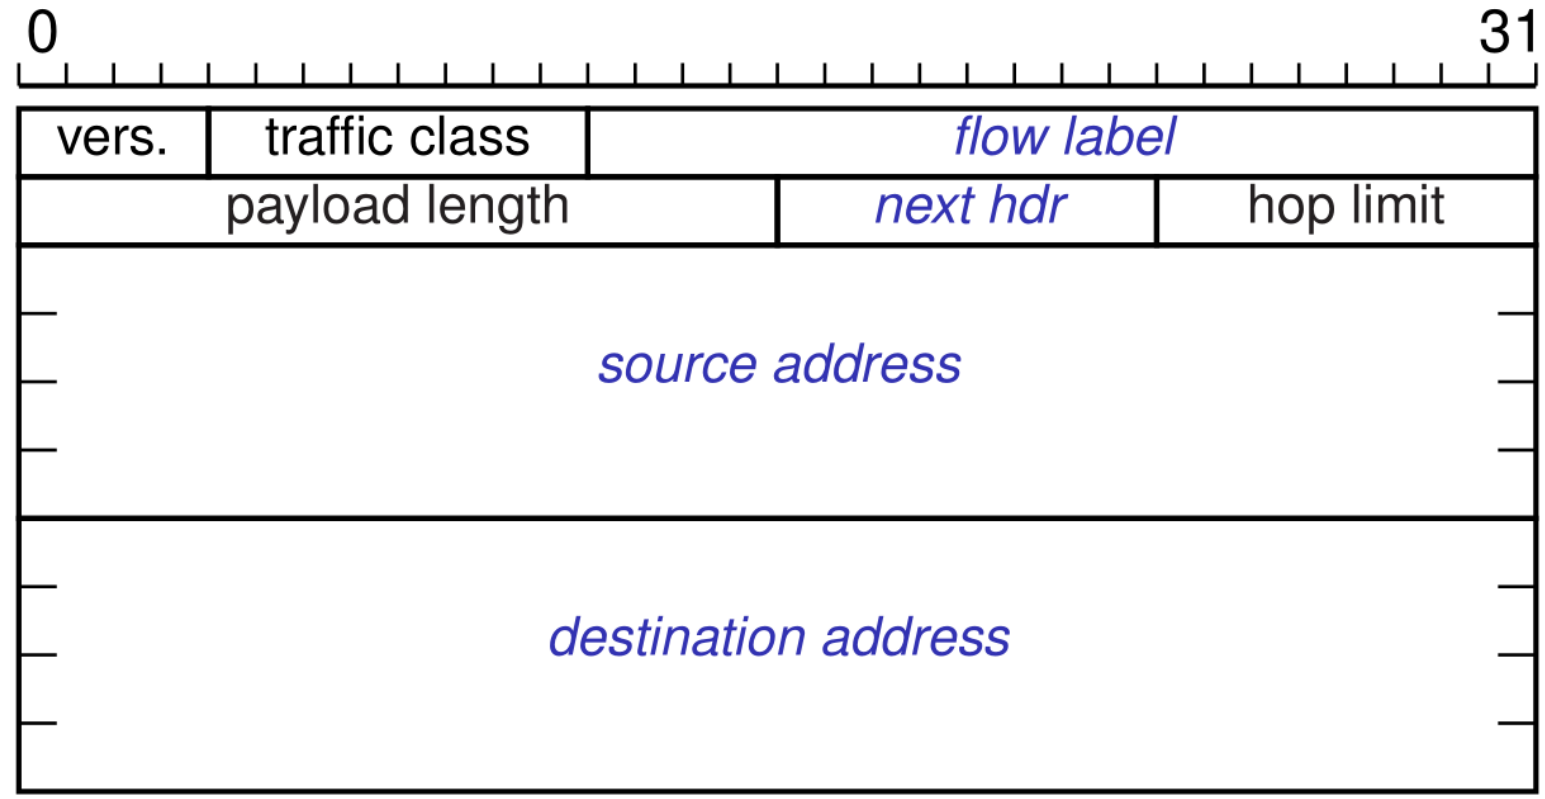 0 31
vers. traffic class flow label
payload length next hdr hop limit
source address
destination address